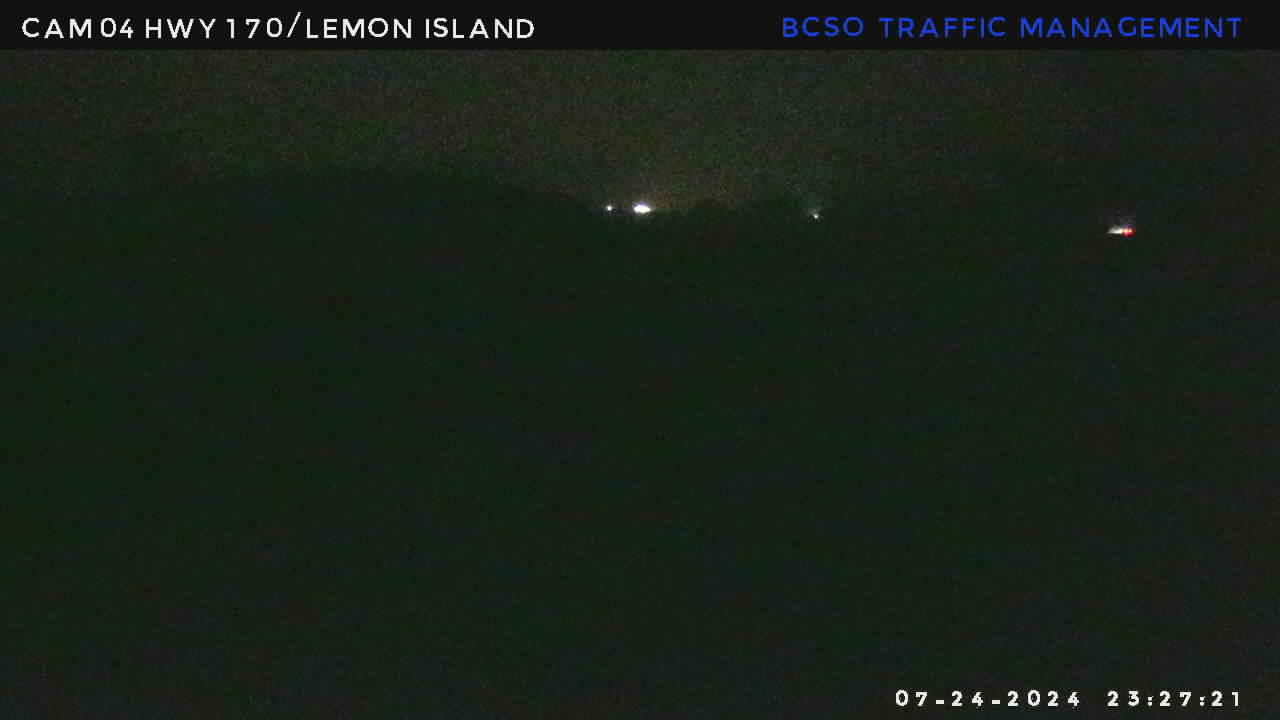 CAM04 HWY 170/LEMON ISLAND
BCSO TRAFFIC MANAGEMENT
07-24-2024 23:27:21